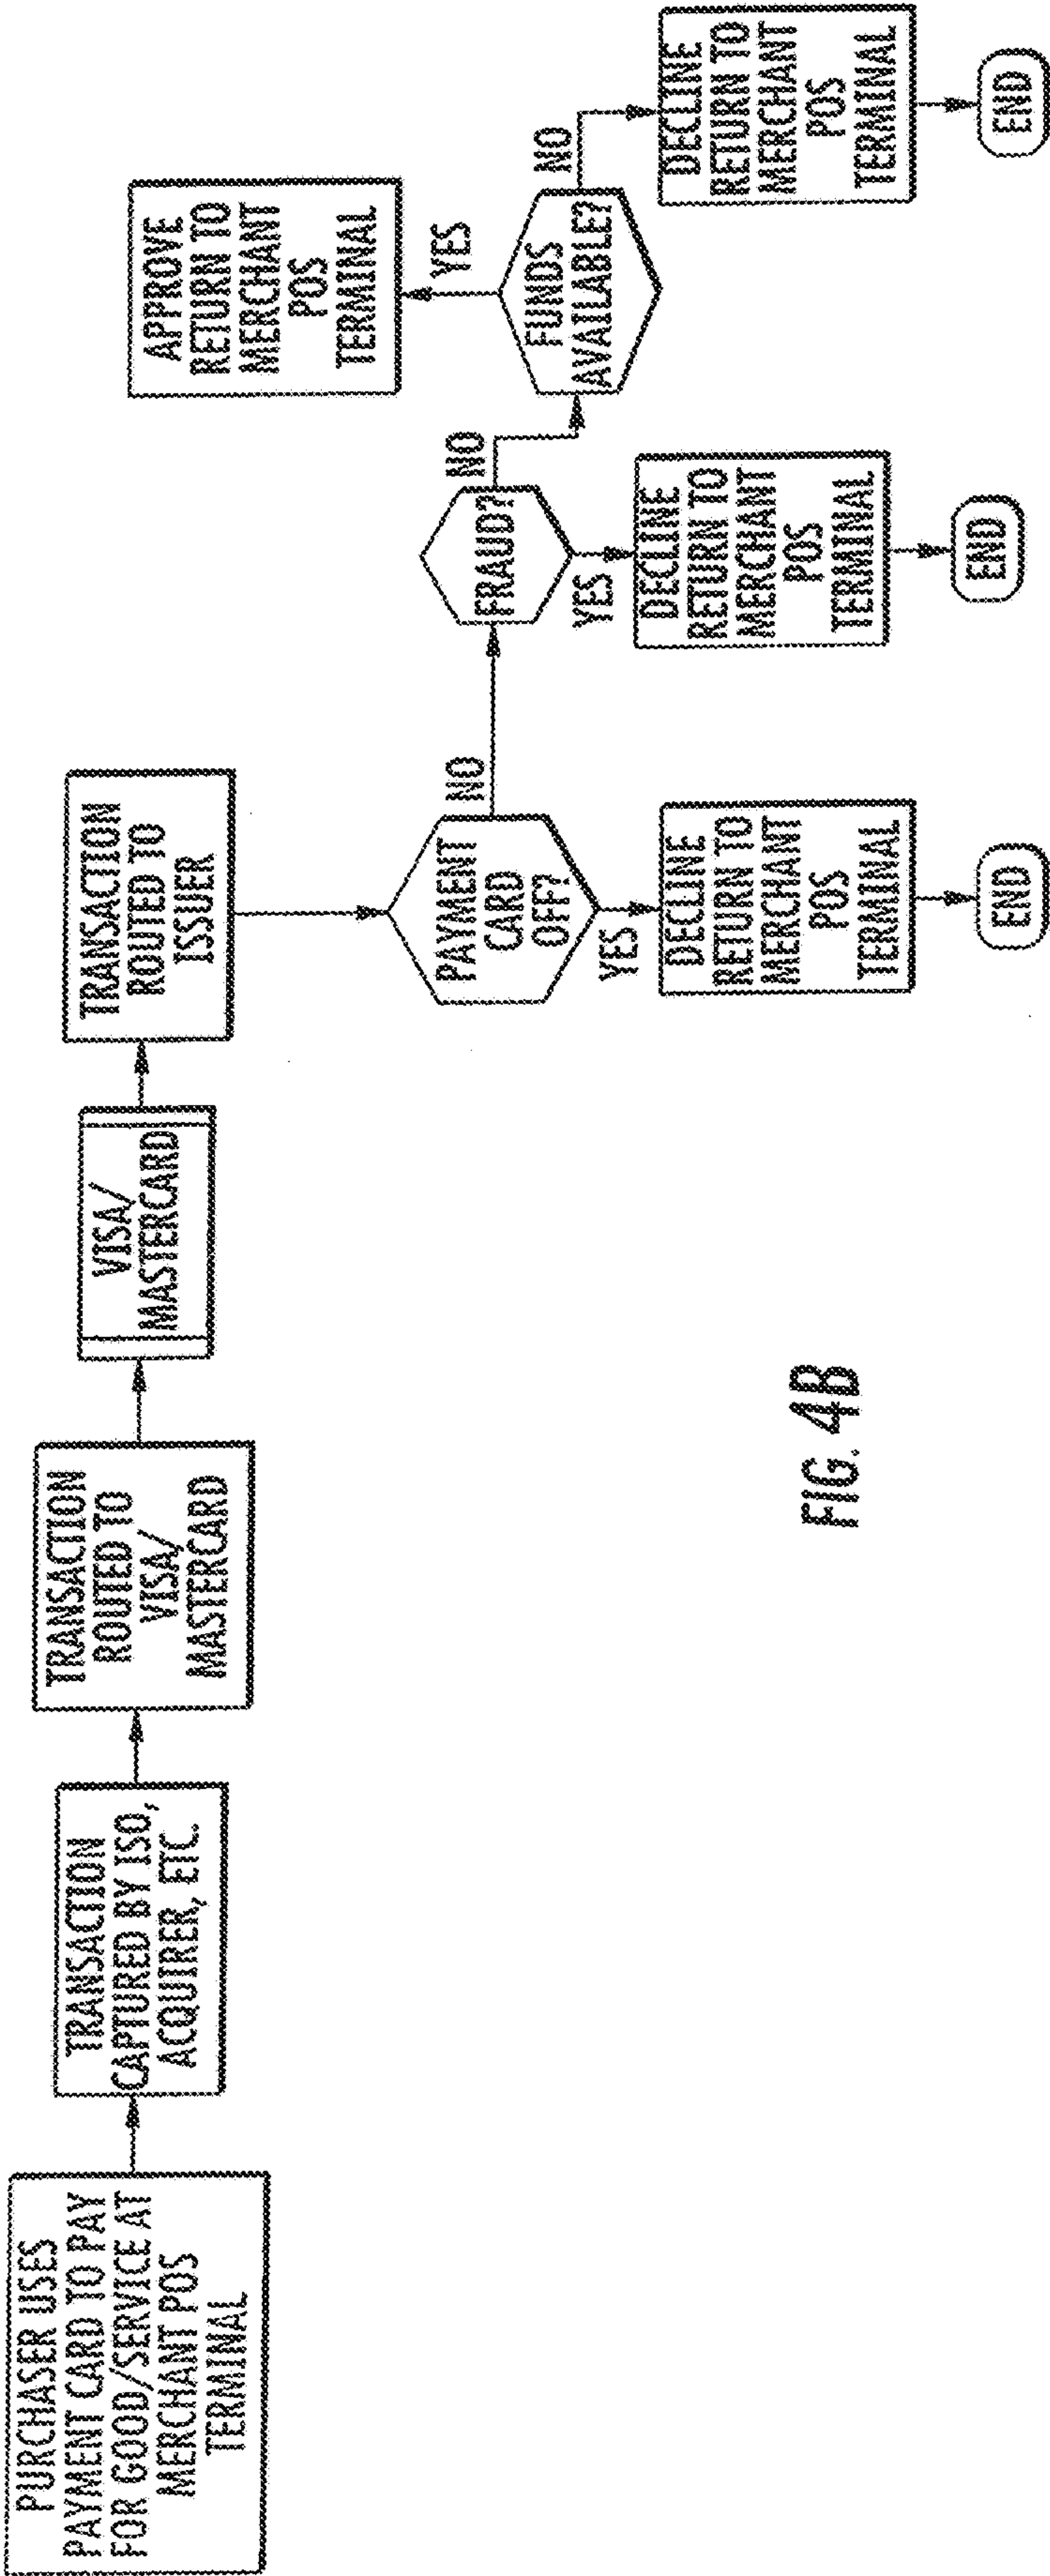 PURCHASER USES
PAYMENT CARD TO PAY
FOR GOOD/SERVICE AT
MERCHANT POS
TERMINAL
TRANSACTION
CAPTURED BY ISO,
ACQUIRER, ETC.
TRANSACTION
ROUTED TO
VISA/
MASTERCARD
VISA/
MASTERCARD
TRANSACTION
ROUTED TO
ISSUER
PAYMENT
CARD
OFF?
NO
YES
DECLINE
RETURN TO
MERCHANT
POS
TERMINAL
END
FRAUD?
NO
YES
DECLINE
RETURN TO
MERCHANT
POS
TERMINAL
END
FUNDS
AVAILABLE?
YES
APPROVE
RETURN TO
MERCHANT
POS
TERMINAL
NO
DECLINE
RETURN TO
MERCHANT
POS
TERMINAL
END
FIG. 4B